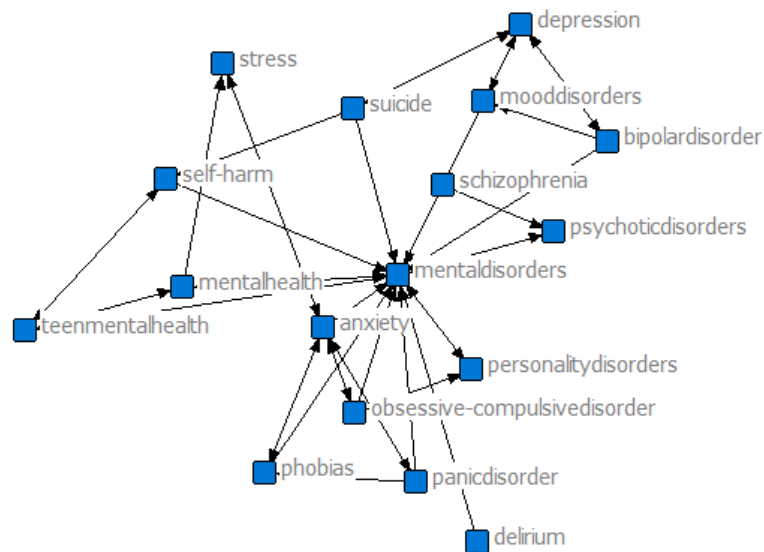 depression
stress
mooddisorders
suicide
bipolardisorder
self-harm
schizophrenia
psychoticdisorders
mentaldisorders
mentalhealth
teenmentalhealth
anxiety
personalitydisorders
obsessive-compulsivedisorder
phobias
panicdisorder
delirium